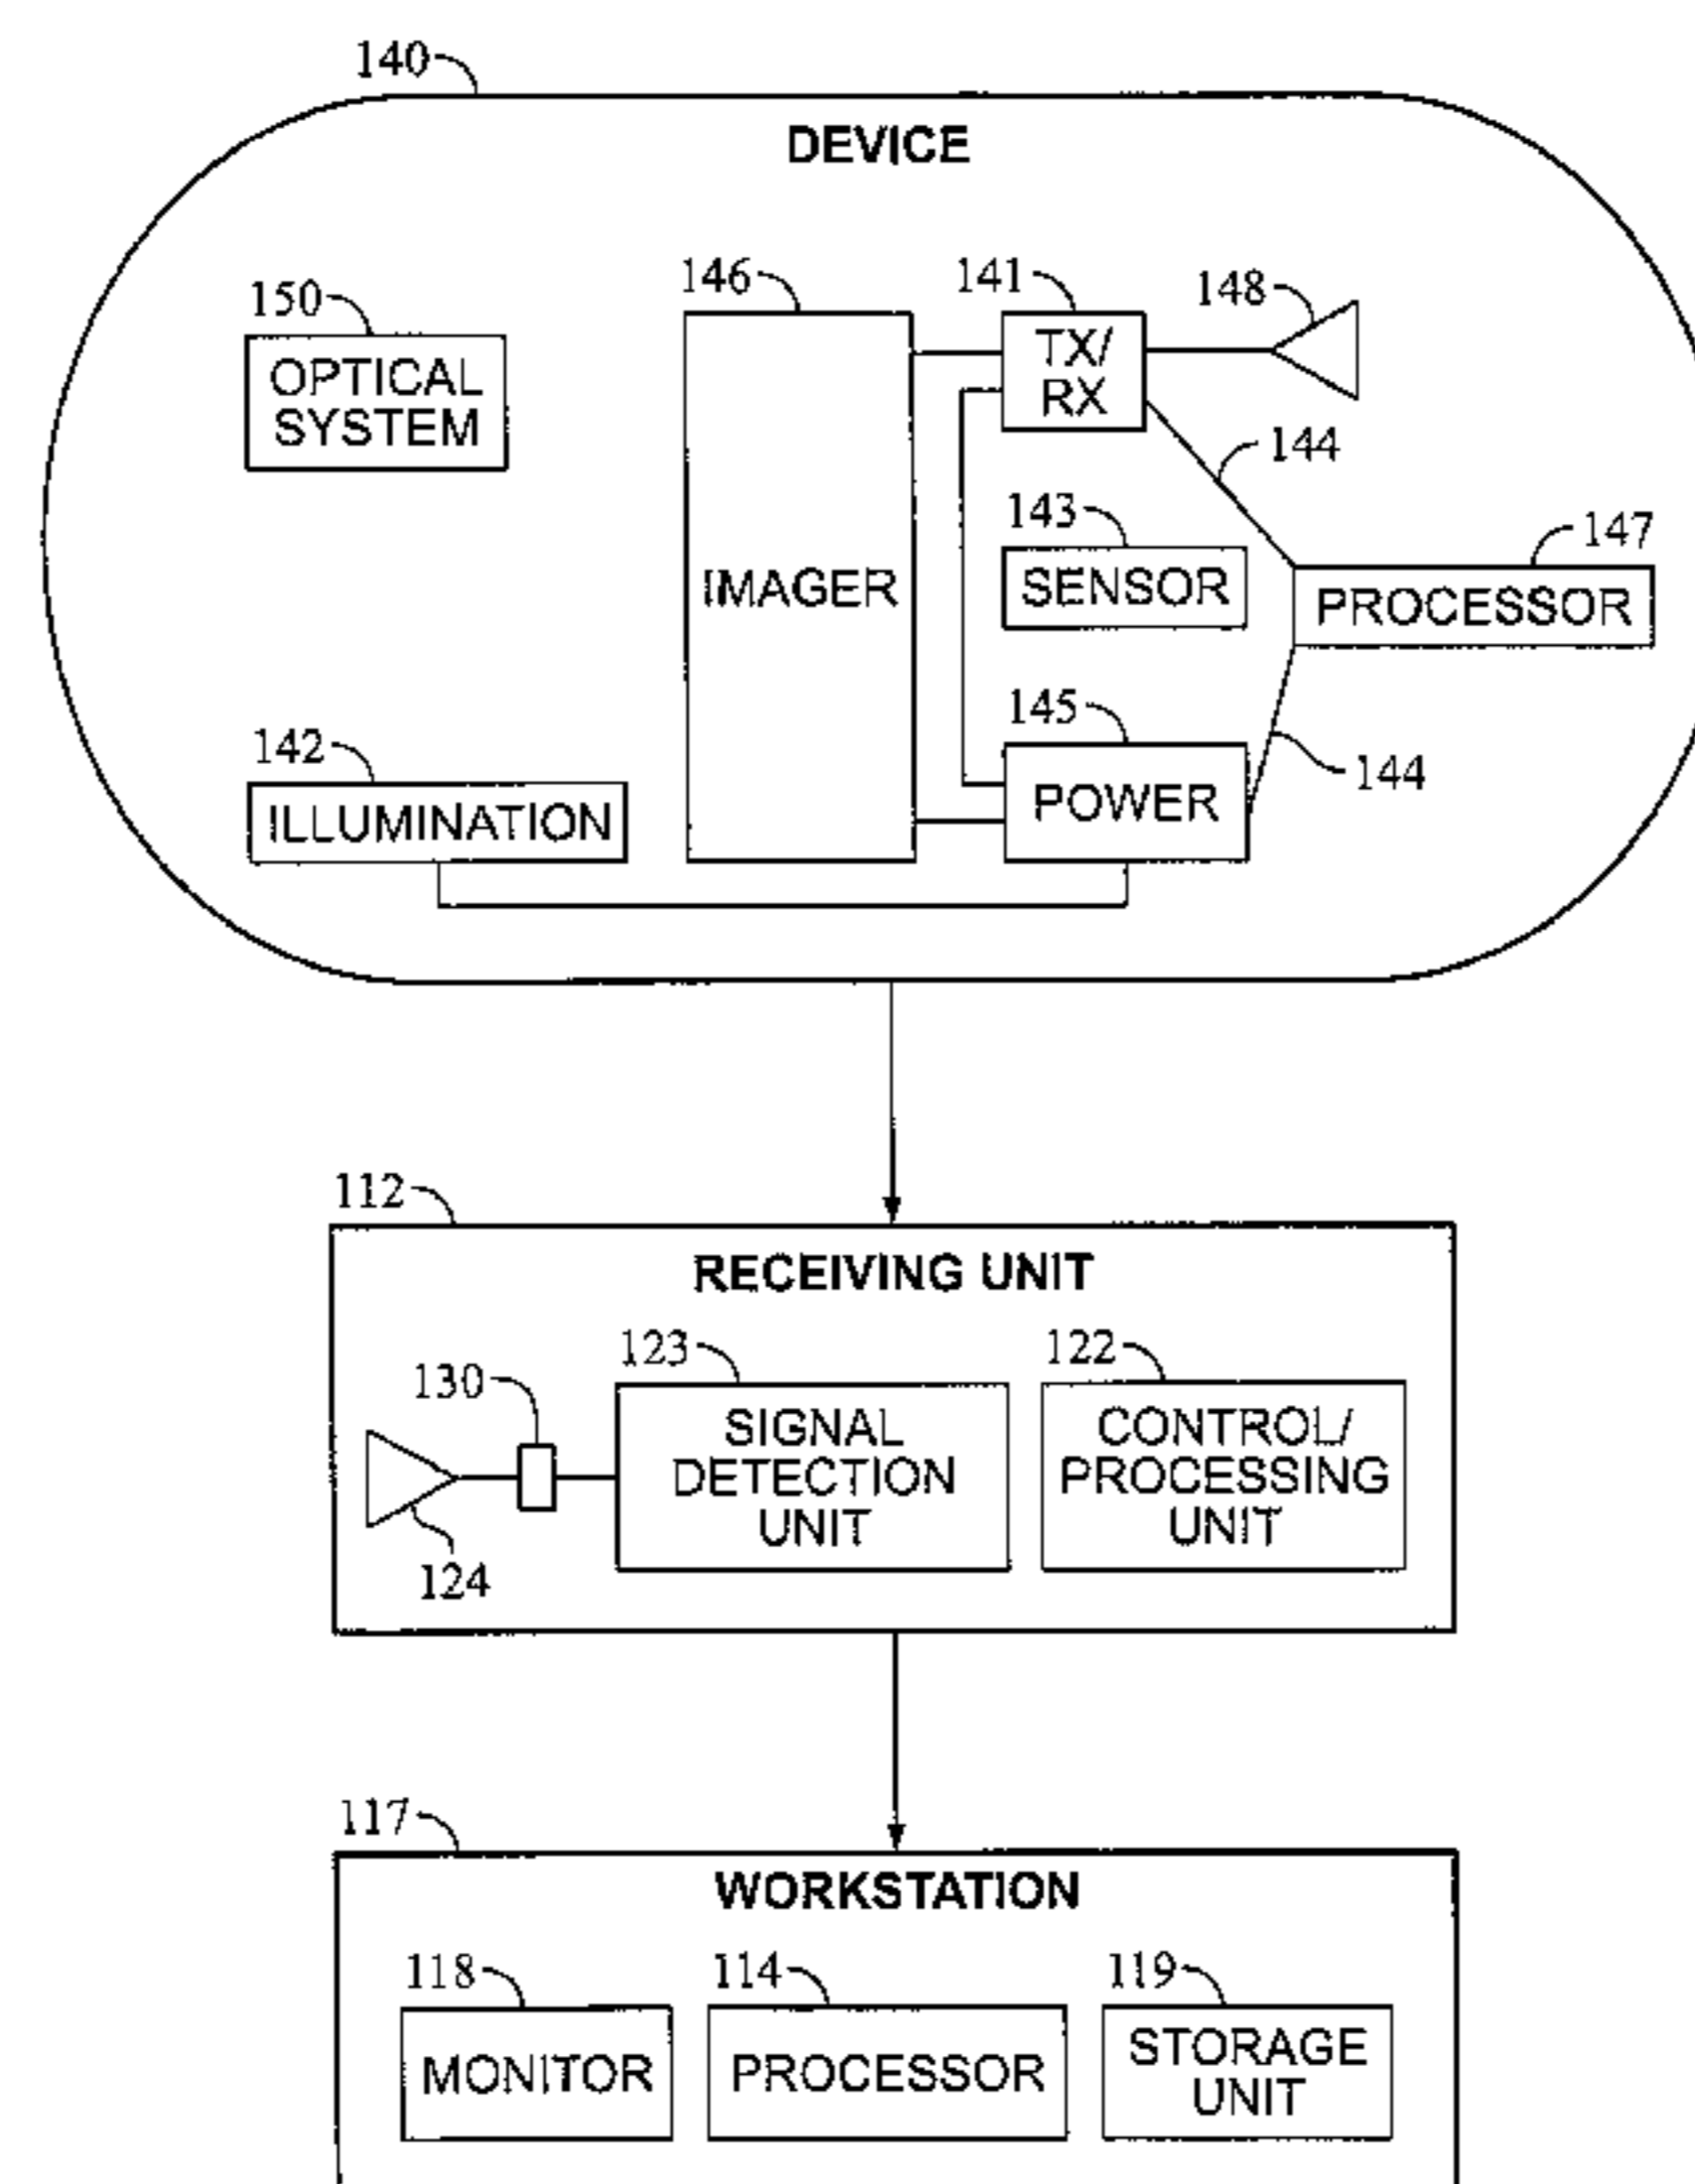 140
DEVICE
150
OPTICAL
SYSTEM
146
IMAGER
141
TX/
RX
148
144
143
SENSOR
147
PROCESSOR
145
POWER
144
142
ILLUMINATION
112
RECEIVING UNIT
130
124
123
SIGNAL
DETECTION
UNIT
122
CONTROL/
PROCESSING
UNIT
117
WORKSTATION
118
MONITOR
114
PROCESSOR
119
STORAGE
UNIT